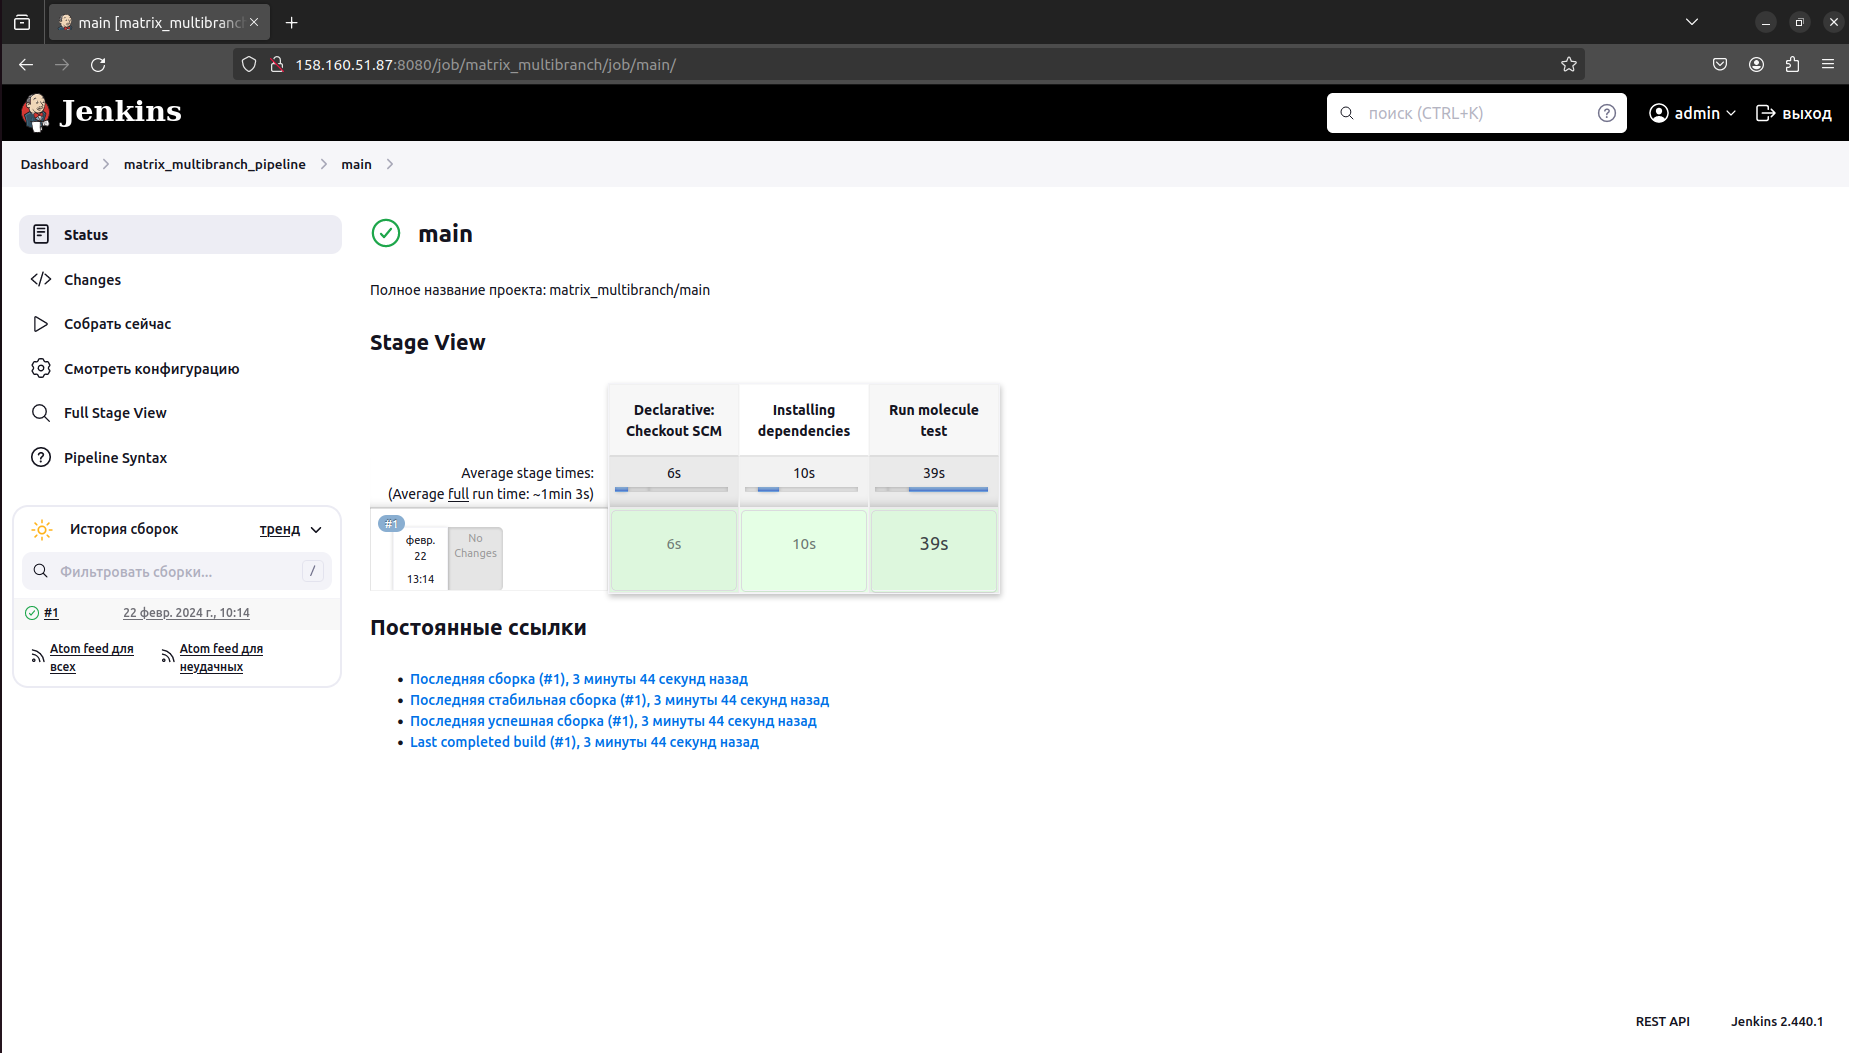 main [matrix_multibranch
158.160.51.87:8080/job/matrix_multibranch/job/main/
Jenkins
поиск (CTRL+K)
admin
выход
Dashboard
matrix_multibranch_pipeline
main
Status
Changes
Собрать сейчас
Смотреть конфигурацию
Full Stage View
Pipeline Syntax
История сборок
тренд
Фильтровать сборки...
/
#1
22 февр. 2024 г., 10:14
Atom feed для
всех
Atom feed для
неудачных
main
Полное название проекта: matrix_multibranch/main
Stage View
Declarative:
Checkout SCM
Installing
dependencies
Run molecule
test
Average stage times:
(Average full run time: ~1min 3s)
6s
10s
39s
#1
февр.
22
13:14
No
Changes
6s
10s
39s
Постоянные ссылки
Последняя сборка (#1), 3 минуты 44 секунд назад
Последняя стабильная сборка (#1), 3 минуты 44 секунд назад
Последняя успешная сборка (#1), 3 минуты 44 секунд назад
Last completed build (#1), 3 минуты 44 секунд назад
REST API
Jenkins 2.440.1